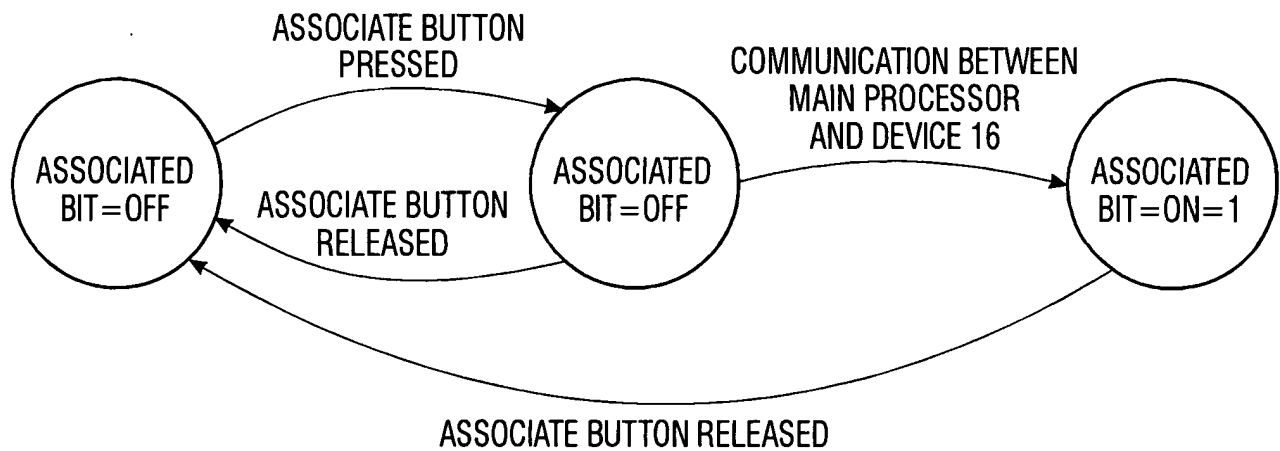 ASSOCIATE BUTTON
PRESSED
COMMUNICATION BETWEEN
MAIN PROCESSOR
AND DEVICE 16
ASSOCIATED
BIT=OFF
ASSOCIATE BUTTON
RELEASED
ASSOCIATED
BIT=OFF
ASSOCIATED
BIT=ON=1
ASSOCIATE BUTTON RELEASED